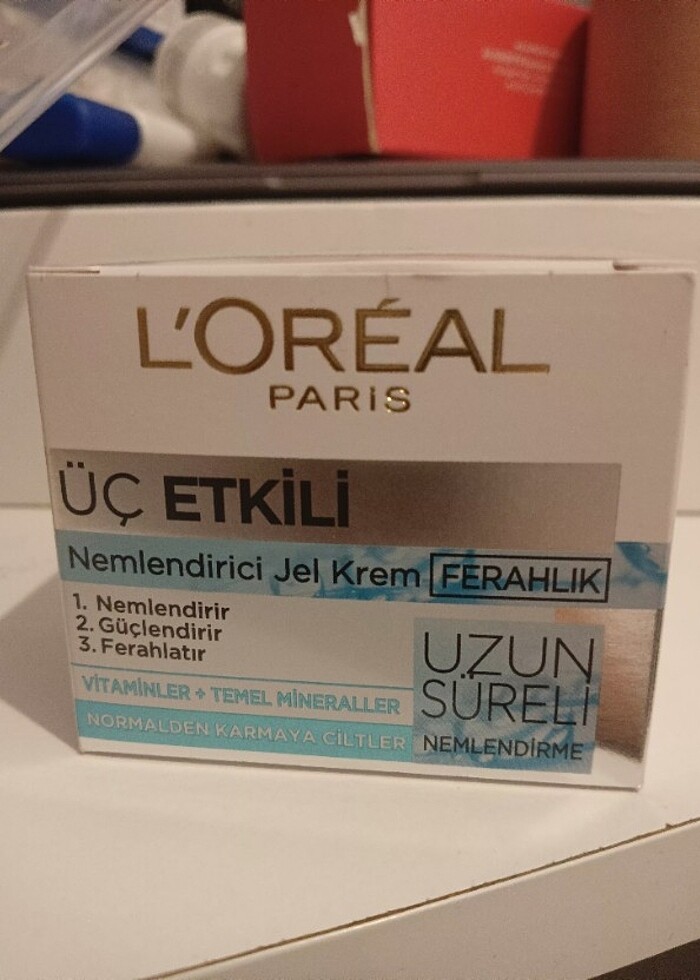 L'ORÉAL
PARiS
ÜÇ ETKİLİ
Nemlendirici Jel Krem FERAHLIK
1. Nemlendirir
2. Güçlendirir
3. Ferahlatır
VİTAMİNLER + TEMEL MİNERALLER
NORMALDEN KARMAYA CİLTLER
UZUN
SÜRELİ
NEMLENDİRME